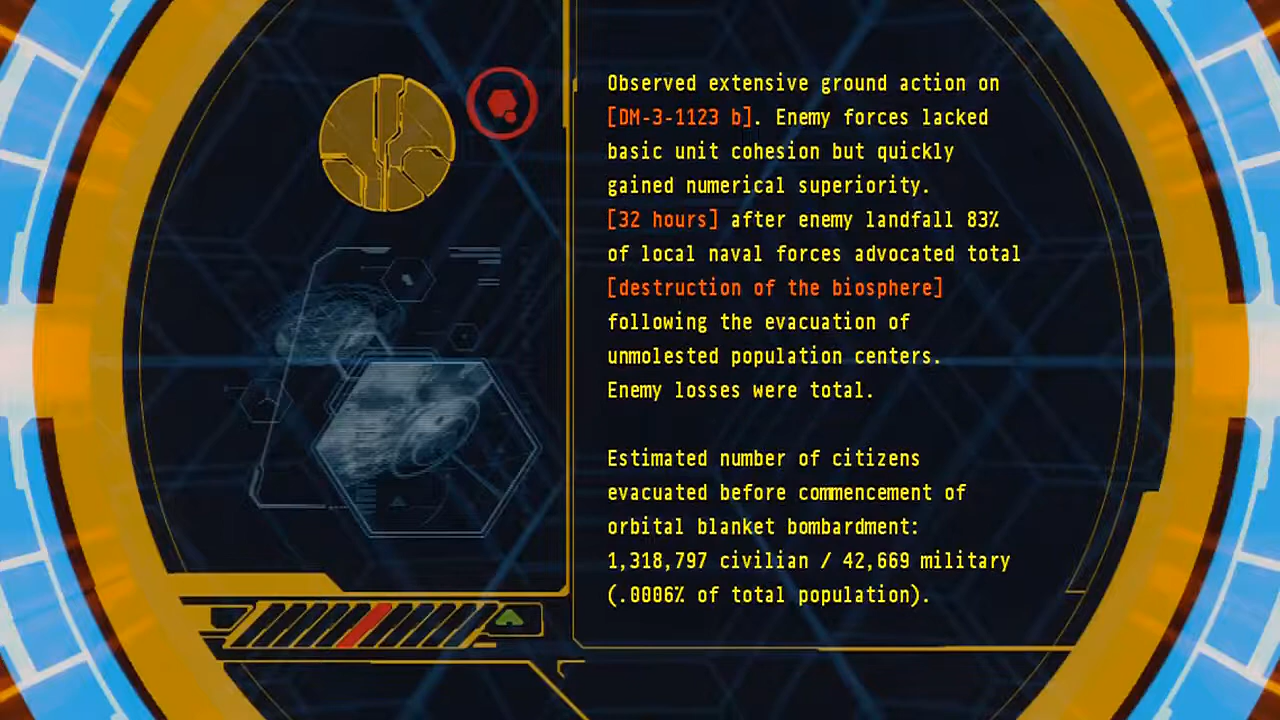 Observed extensive ground action on
[DM-3-1123 b]. Enemy forces lacked
basic unit cohesion but quickly
gained numerical superiority.
[32 hours] after enemy landfall 83%
of local naval forces advocated total
[destruction of the biosphere]
following the evacuation of
unmolested population centers.
Enemy losses were total.
Estimated number of citizens
evacuated before commencement of
orbital blanket bombardment:
1,318,797 civilian / 42,669 military
(.0006% of total population).